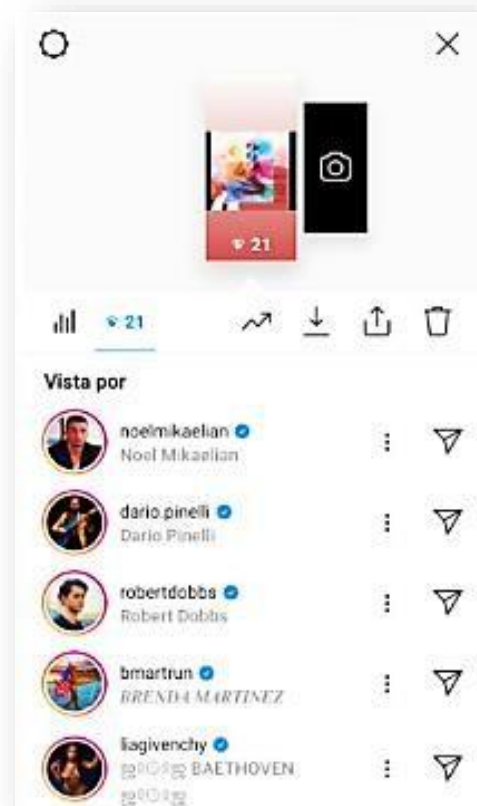 21
21
Vista por
noelmikaelian
Noel Mikaelian
dario.pinelli
Dario Pinelli
robertdobbs
Robert Dobbs
bmartrun
BRENDA MARTINEZ
liagivenchy
BAETHOVEN